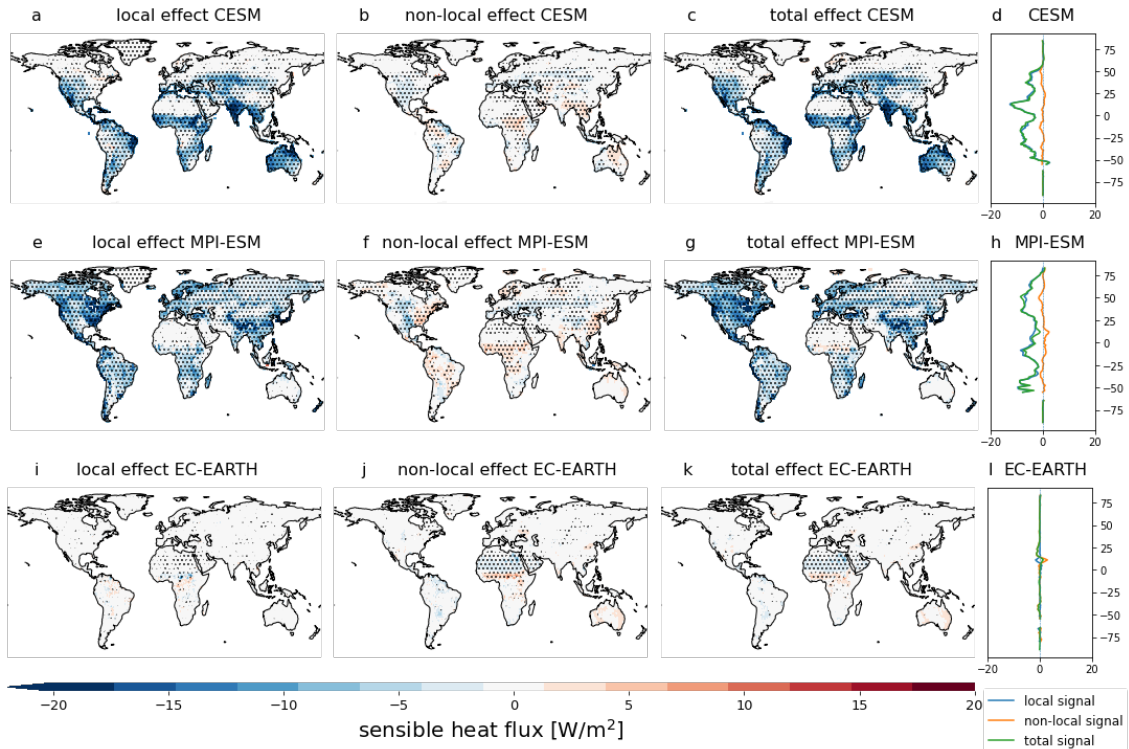 a local effect CESM b non-local effect CESM c total effect CESM d CESM
75
50
25
0
−25
−50
−75
−20 0 20
e local effect MPI-ESM f non-local effect MPI-ESM g total effect MPI-ESM h MPI-ESM
75
50
25
0
−25
−50
−75
−20 0 20
i local effect EC-EARTH j non-local effect EC-EARTH k total effect EC-EARTH l EC-EARTH
75
50
25
0
−25
−50
−75
−20 0 20
−20 −15 −10 −5 0 5 10 15 20
sensible heat flux [W/m²]
local signal
non-local signal
total signal